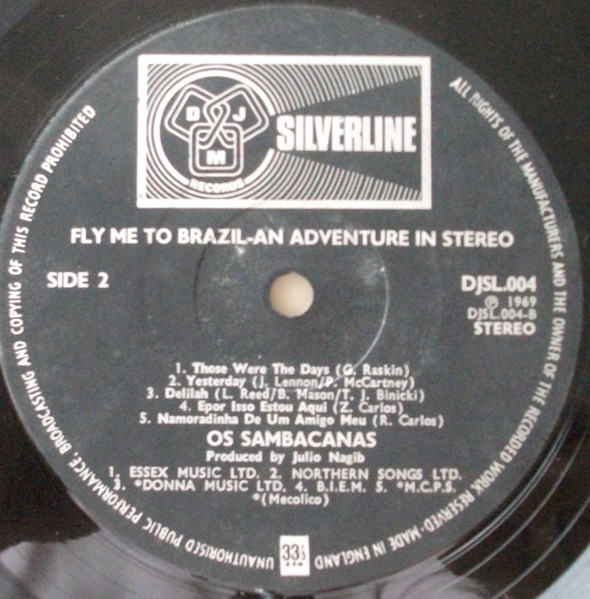 DJM
RECORDS
SILVERLINE
FLY ME TO BRAZIL-AN ADVENTURE IN STEREO
SIDE 2
DJSL.004
℗ 1969
DJSL.004-B
STEREO
1. Those Were The Days (G. Raskin)
2. Yesterday (J. Lennon/P. McCartney)
3. Delilah (L. Reed/B. Mason/T. J. Binicki)
4. Epor Isso Estou Aqui (Z. Carlos)
5. Namoradinha De Um Amigo Meu (R. Carlos)
OS SAMBACANAS
Produced by Julio Nagib
1. ESSEX MUSIC LTD. 2. NORTHERN SONGS LTD.
3. *DONNA MUSIC LTD. 4. B.I.E.M. 5. *M.C.P.S.
*(Mecolico)
33⅓
RPM
ALL RIGHTS OF THE MANUFACTURERS AND THE OWNER OF THE RECORDED WORK RESERVED-MADE IN ENGLAND
UNAUTHORISED PUBLIC PERFORMANCE, BROADCASTING AND COPYING OF THIS RECORD PROHIBITED